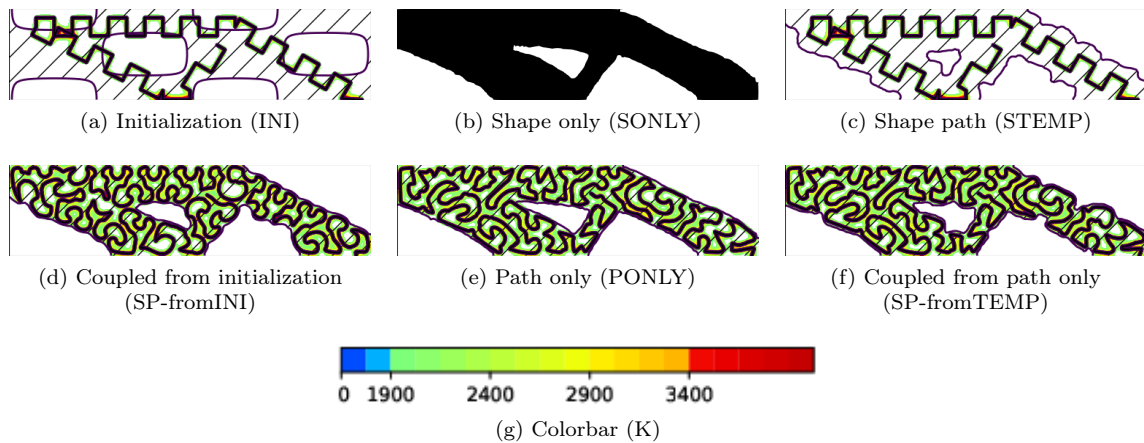 (a) Initialization (INI)
(b) Shape only (SONLY)
(c) Shape path (STEMP)
(d) Coupled from initialization
(SP-fromINI)
(e) Path only (PONLY)
(f) Coupled from path only
(SP-fromTEMP)
0 1900 2400 2900 3400
(g) Colorbar (K)